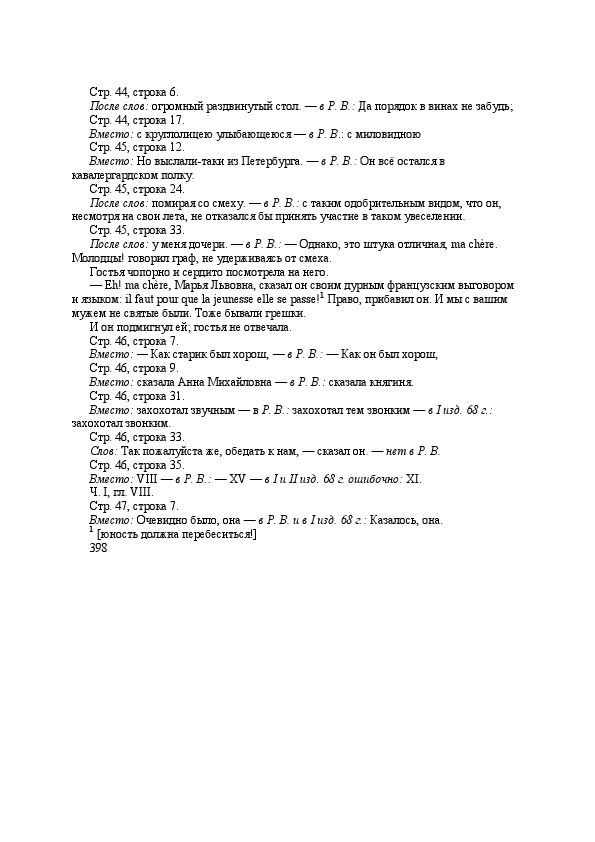 Стр. 44, строка 6.
После слов: огромный раздвинутый стол. — в Р. В.: Да порядок в винах не забудь;
Стр. 44, строка 17.
Вместо: с круглолицею улыбающеюся — в Р. В.: с миловидною
Стр. 45, строка 12.
Вместо: Но выслали-таки из Петербурга. — в Р. В.: Он всё остался в
кавалергардском полку.
Стр. 45, строка 24.
После слов: помирая со смеху. — в Р. В.: с таким одобрительным видом, что он,
несмотря на свои лета, не отказался бы принять участие в таком увеселении.
Стр. 45, строка 33.
После слов: у меня дочери. — в Р. В.: — Однако, это штука отличная, ma chère.
Молодцы! говорил граф, не удерживаясь от смеха.
Гостья чопорно и сердито посмотрела на него.
— Eh! ma chère, Марья Львовна, сказал он своим дурным французским выговором
и языком: il faut pour que la jeunesse elle se passe!¹ Право, прибавил он. И мы с вашим
мужем не святые были. Тоже бывали грешки.
И он подмигнул ей; гостья не отвечала.
Стр. 46, строка 7.
Вместо: — Как старик был хорош, — в Р. В.: — Как он был хорош,
Стр. 46, строка 9.
Вместо: сказала Анна Михайловна — в Р. В.: сказала княгиня.
Стр. 46, строка 31.
Вместо: захохотал звучным — в Р. В.: захохотал тем звонким — в I изд. 68 г.:
захохотал звонким.
Стр. 46, строка 33.
Слов: Так пожалуйста же, обедать к нам, — сказал он. — нет в Р. В.
Стр. 46, строка 35.
Вместо: VIII — в Р. В.: — XV — в I и II изд. 68 г. ошибочно: XI.
Ч. I, гл. VIII.
Стр. 47, строка 7.
Вместо: Очевидно было, она — в Р. В. и в I изд. 68 г.: Казалось, она.
¹ [юность должна перебеситься!]
398